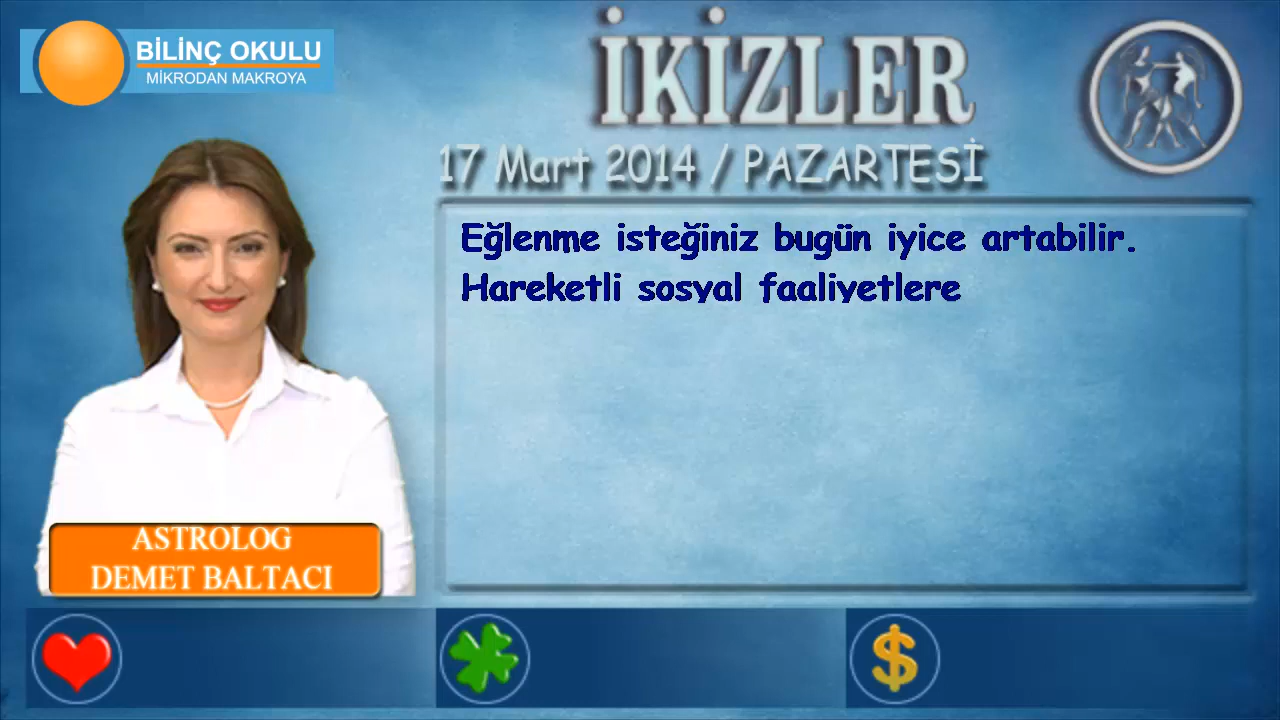 BİLİNÇ OKULU
MİKRODAN MAKROYA
İKİZLER
17 Mart 2014 / PAZARTESİ
Eğlenme isteğiniz bugün iyice artabilir.
Hareketli sosyal faaliyetlere
ASTROLOG
DEMET BALTACI
$